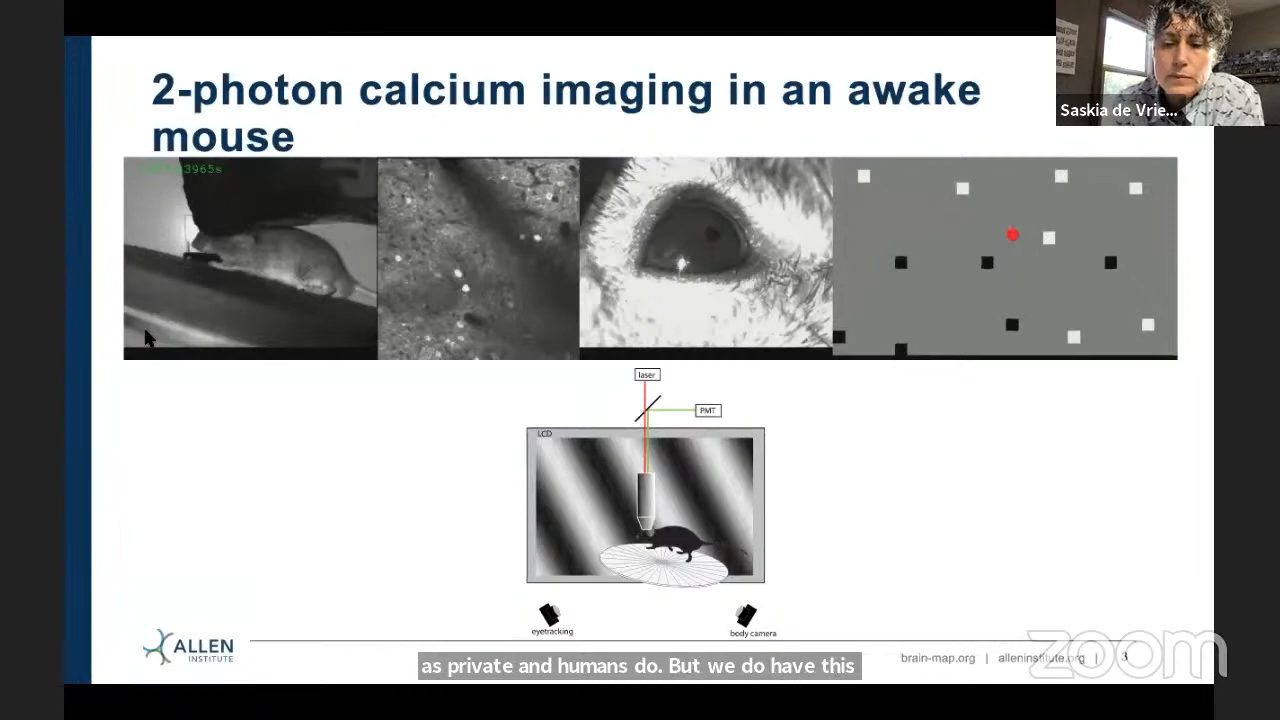 2-photon calcium imaging in an awake
mouse
Saskia de Vrie...
3965s
laser
PMT
LCD
eyetracking
body camera
ALLEN
INSTITUTE
brain-map.org | alleninstitute.org | 3
zoom
as private and humans do. But we do have this